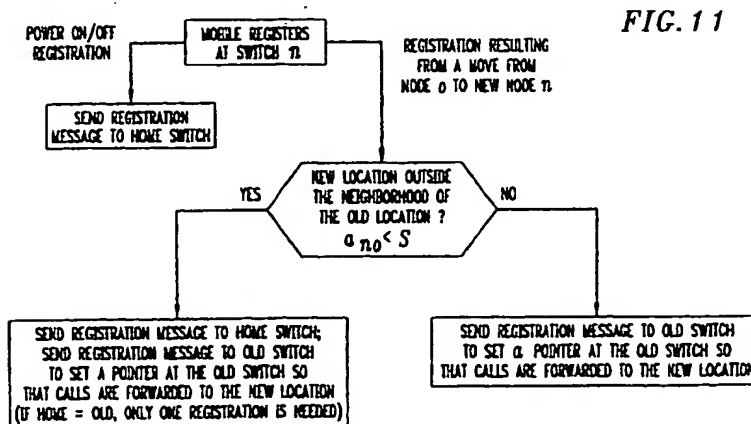 FIG. 11
POWER ON/OFF
REGISTRATION
MOBILE REGISTERS
AT SWITCH n
REGISTRATION RESULTING
FROM A MOVE FROM
NODE o TO NEW NODE n
SEND REGISTRATION
MESSAGE TO HOME SWITCH
YES
NEW LOCATION OUTSIDE
THE NEIGHBORHOOD OF
THE OLD LOCATION ?
a no < S
NO
SEND REGISTRATION MESSAGE TO HOME SWITCH;
SEND REGISTRATION MESSAGE TO OLD SWITCH
TO SET A POINTER AT THE OLD SWITCH SO
THAT CALLS ARE FORWARDED TO THE NEW LOCATION
(IF HOME = OLD, ONLY ONE REGISTRATION IS NEEDED)
SEND REGISTRATION MESSAGE TO OLD SWITCH
TO SET a POINTER AT THE OLD SWITCH SO
THAT CALLS ARE FORWARDED TO THE NEW LOCATION